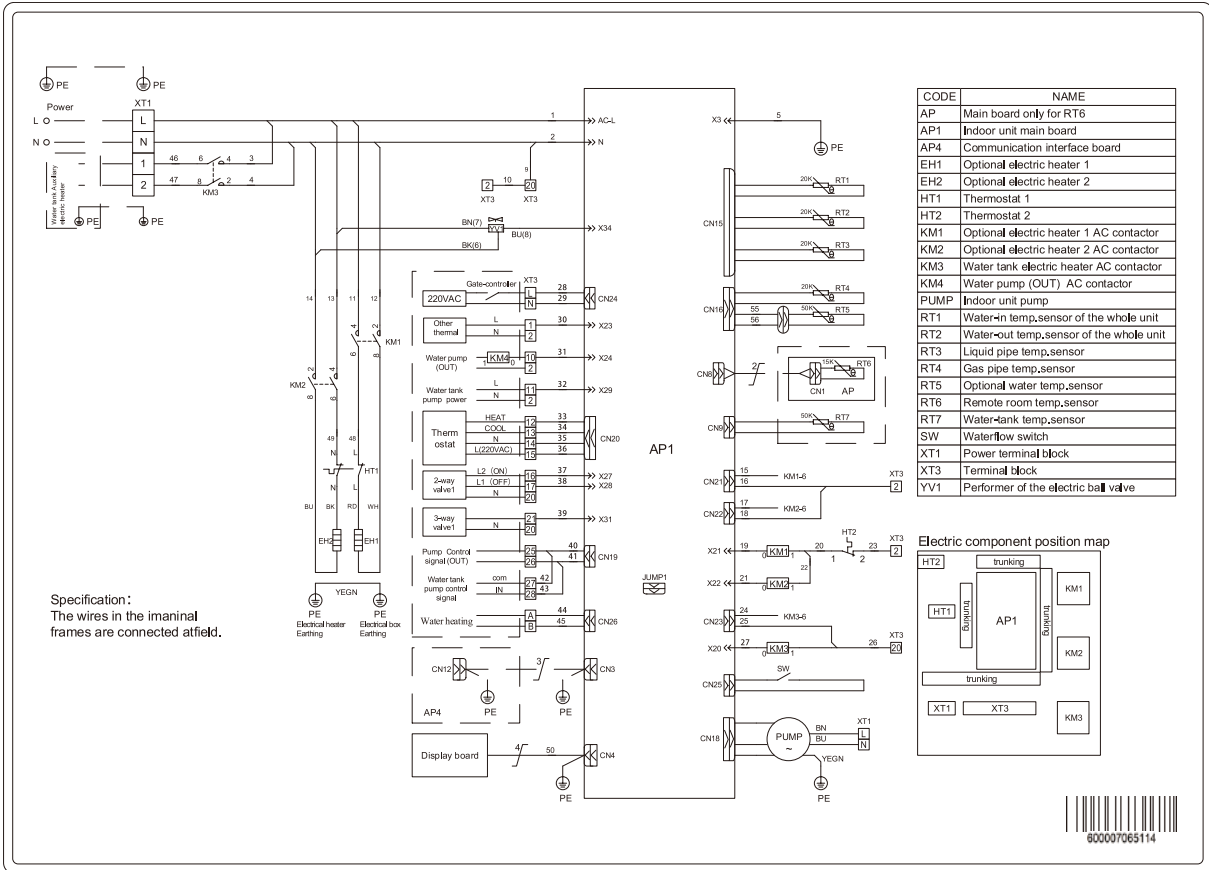 PE
PE
Power
XT1
L
N
L
N
1
2
46
6
4
3
47
8
2
4
KM3
Water tank Auxiliary
electric heater
PE
PE
1
AC-L
2
N
9
2
10
20
XT3
XT3
BN(7)
YV1
BU(8)
X34
BK(6)
14
13
11
12
4
2
KM1
6
8
2
4
KM2
8
6
49
48
N
L
HT1
N
L
BU
BK
RD
WH
EH2
EH1
YEGN
PE
Electrical heater
Earthing
PE
Electrical box
Earthing
Specification:
The wires in the imaninal
frames are connected atfield.
Gate-controller
XT3
220VAC
L
28
N
29
CN24
Other
thermal
L
1
30
X23
N
2
Water pump
(OUT)
1
KM4
0
10
31
X24
2
Water tank
pump power
L
11
32
X29
N
2
Therm
ostat
HEAT
12
33
COOL
13
34
N
14
35
L(220VAC)
15
36
CN20
2-way
valve1
L2 (ON)
16
37
X27
L1 (OFF)
17
38
X28
N
20
3-way
valve1
21
39
X31
N
20
Pump Control
signal (OUT)
25
40
26
41
CN19
Water tank
pump control
signal
com
27
42
IN
28
43
Water heating
A
44
B
45
CN26
CN12
3
CN3
AP4
PE
PE
Display board
4
50
CN4
PE
AP1
JUMP1
X3
5
PE
CN15
20K
RT1
20K
RT2
20K
RT3
CN16
20K
RT4
55
50K
RT5
56
CN8
2
15K
RT6
CN1
AP
CN9
50K
RT7
CN21
15
16
KM1-6
XT3
2
CN22
17
18
KM2-6
X21
19
0
KM1
1
20
HT2
1
2
23
XT3
2
22
X22
21
0
KM2
1
CN23
24
25
KM3-6
X20
27
0
KM3
1
26
XT3
20
CN25
SW
CN18
PUMP
~
BN
BU
XT1
L
N
YEGN
PE
CODE NAME
AP Main board only for RT6
AP1 Indoor unit main board
AP4 Communication interface board
EH1 Optional electric heater 1
EH2 Optional electric heater 2
HT1 Thermostat 1
HT2 Thermostat 2
KM1 Optional electric heater 1 AC contactor
KM2 Optional electric heater 2 AC contactor
KM3 Water tank electric heater AC contactor
KM4 Water pump (OUT) AC contactor
PUMP Indoor unit pump
RT1 Water-in temp.sensor of the whole unit
RT2 Water-out temp.sensor of the whole unit
RT3 Liquid pipe temp.sensor
RT4 Gas pipe temp.sensor
RT5 Optional water temp.sensor
RT6 Remote room temp.sensor
RT7 Water-tank temp.sensor
SW Waterflow switch
XT1 Power terminal block
XT3 Terminal block
YV1 Performer of the electric ball valve
Electric component position map
HT2
trunking
KM1
HT1
trunking
AP1
trunking
KM2
trunking
XT1
XT3
KM3
600007065114